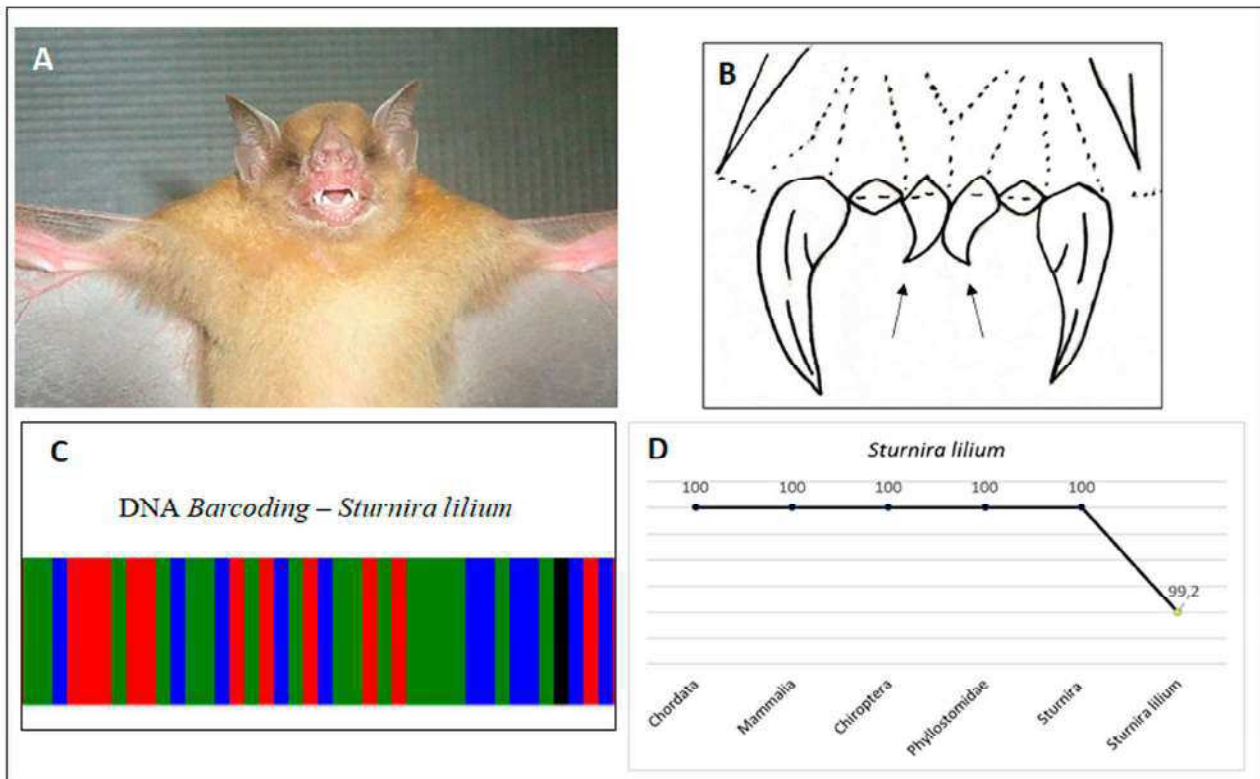 A
B
C
DNA Barcoding – Sturnira lilium
D
Sturnira lilium
100 100 100 100 100
99,2
Chordata
Mammalia
Chiroptera
Phyllostomidae
Sturnira
Sturnira lilium